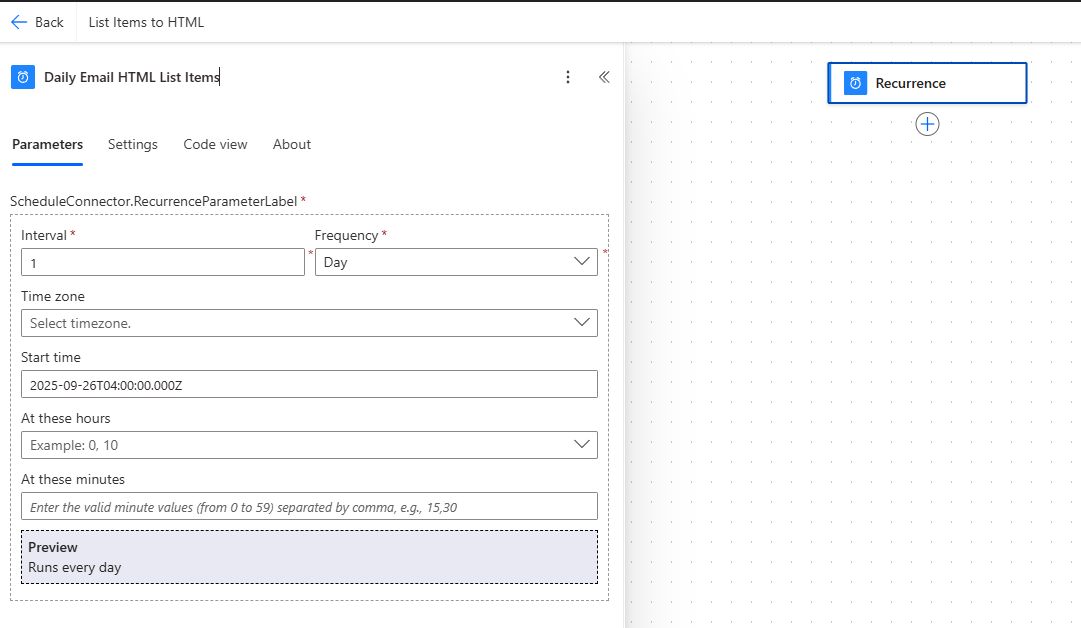 Back
List Items to HTML
Daily Email HTML List Items
Recurrence
Parameters
Settings
Code view
About
ScheduleConnector.RecurrenceParameterLabel *
Interval *
Frequency *
1
*
Day
*
Time zone
Select timezone.
Start time
2025-09-26T04:00:00.000Z
At these hours
Example: 0, 10
At these minutes
Enter the valid minute values (from 0 to 59) separated by comma, e.g., 15,30
Preview
Runs every day